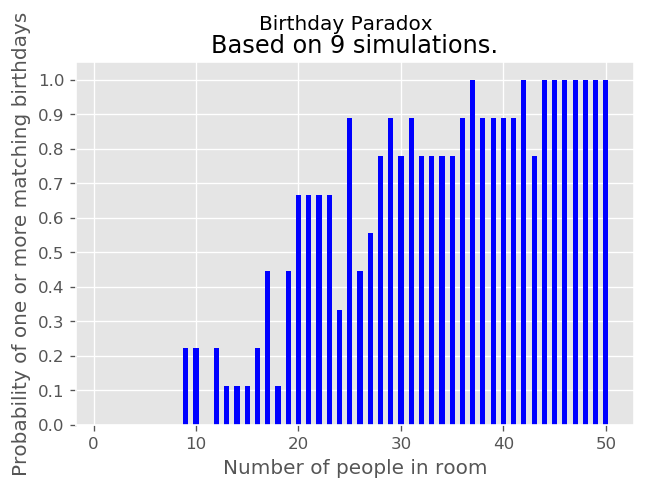 Birthday Paradox
Based on 9 simulations.
Probability of one or more matching birthdays
1.0
0.9
0.8
0.7
0.6
0.5
0.4
0.3
0.2
0.1
0.0
0 10 20 30 40 50
Number of people in room